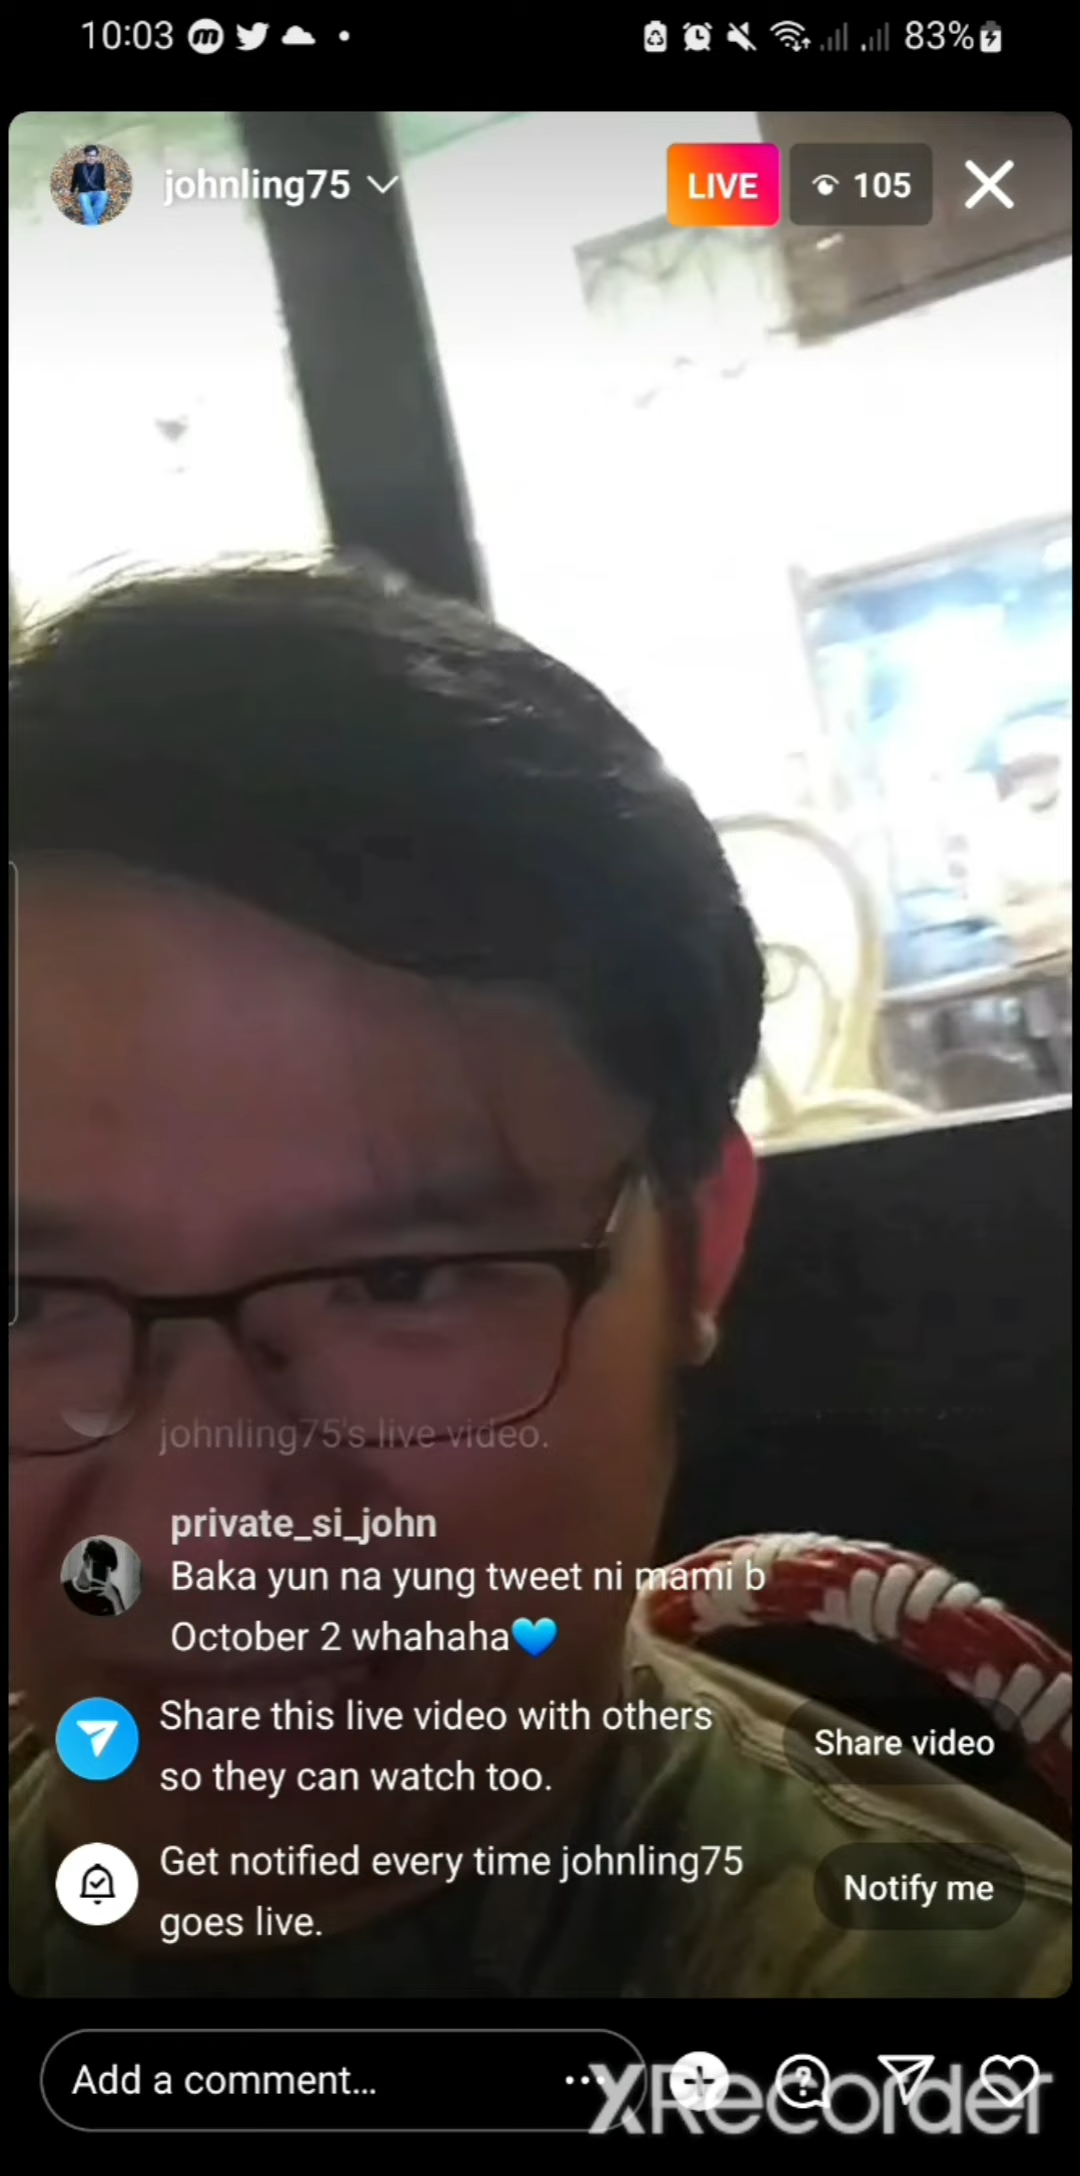 10:03
83%
johnling75
LIVE
105
johnling75's live video.
private_si_john
Baka yun na yung tweet ni mami b
October 2 whahaha💙
Share this live video with others
so they can watch too.
Share video
Get notified every time johnling75
goes live.
Notify me
Add a comment...
XRecorder